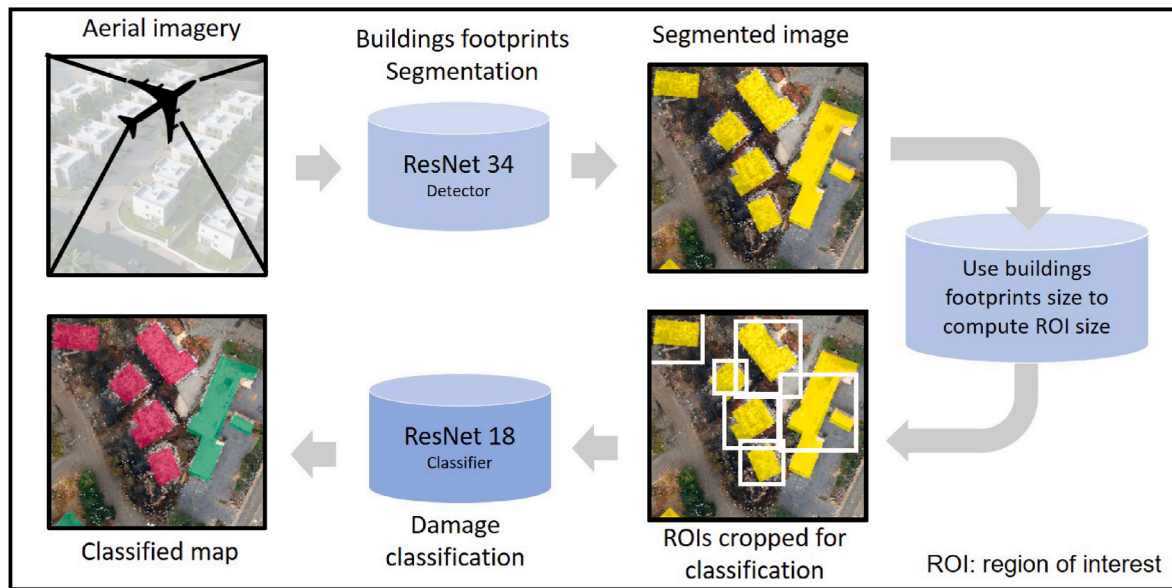 Aerial imagery
Buildings footprints
Segmentation
ResNet 34
Detector
Segmented image
Use buildings
footprints size to
compute ROI size
ROIs cropped for
classification
ResNet 18
Classifier
Damage
classification
Classified map
ROI: region of interest